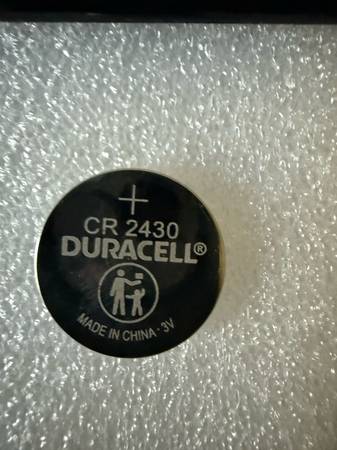 +
CR 2430
DURACELL®
MADE IN CHINA · 3V